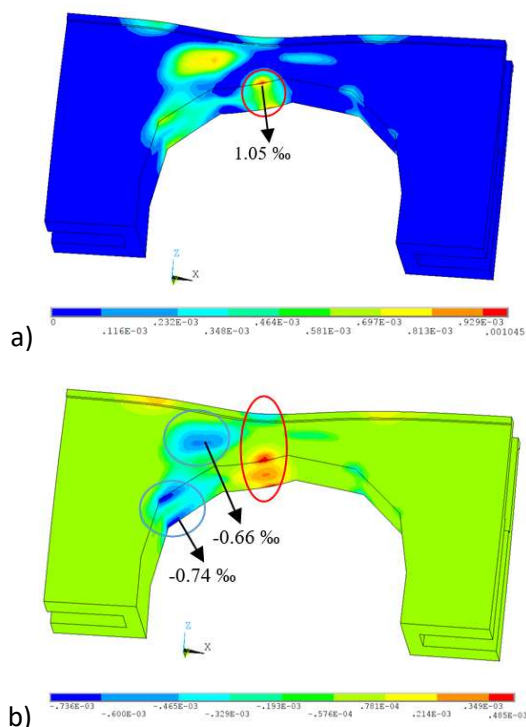 1.05 ‰
Z
X
0 .232E-03 .464E-03 .697E-03 .929E-03
.116E-03 .348E-03 .581E-03 .813E-03 .001045
a)
-0.66 ‰
-0.74 ‰
Z
X
-.736E-03 -.465E-03 -.193E-03 .781E-04 .349E-03
-.600E-03 -.329E-03 -.576E-04 .214E-03 .485E-03
b)